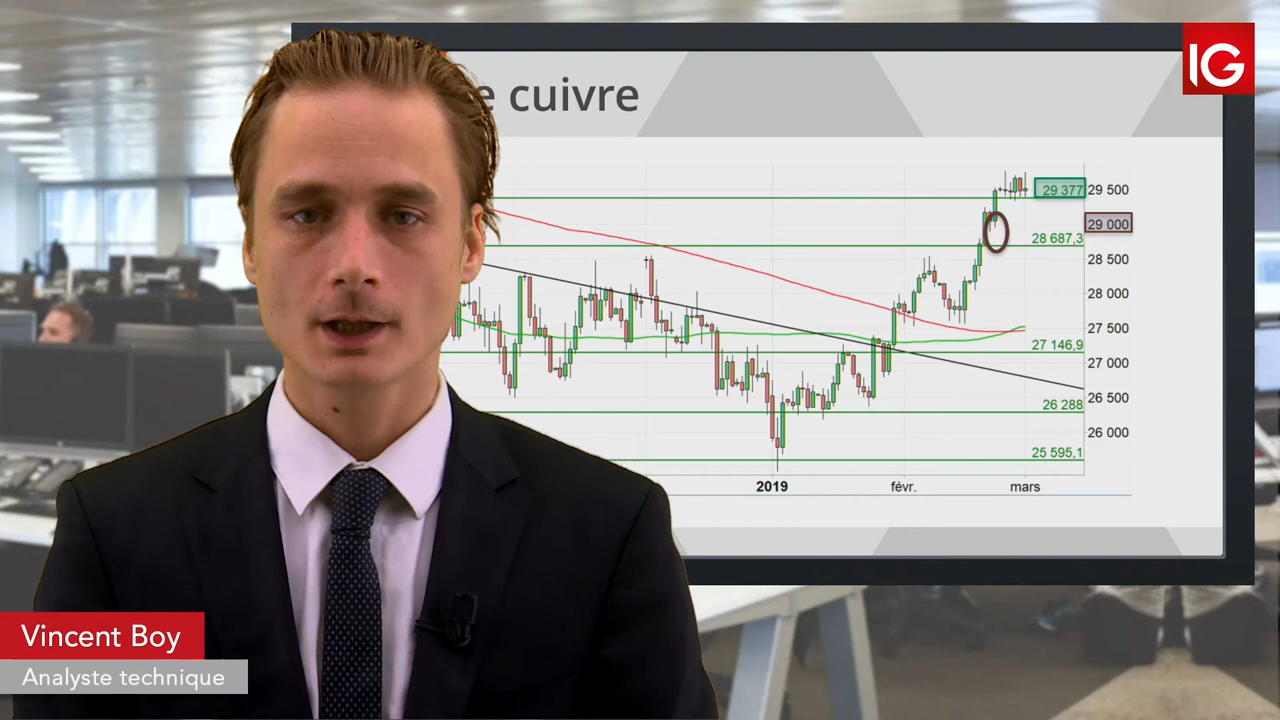 IG
e cuivre
29 377
29 500
29 000
28 687,3
28 500
28 000
27 500
27 146,9
27 000
26 500
26 288
26 000
25 595,1
2019
févr.
mars
Vincent Boy
Analyste technique